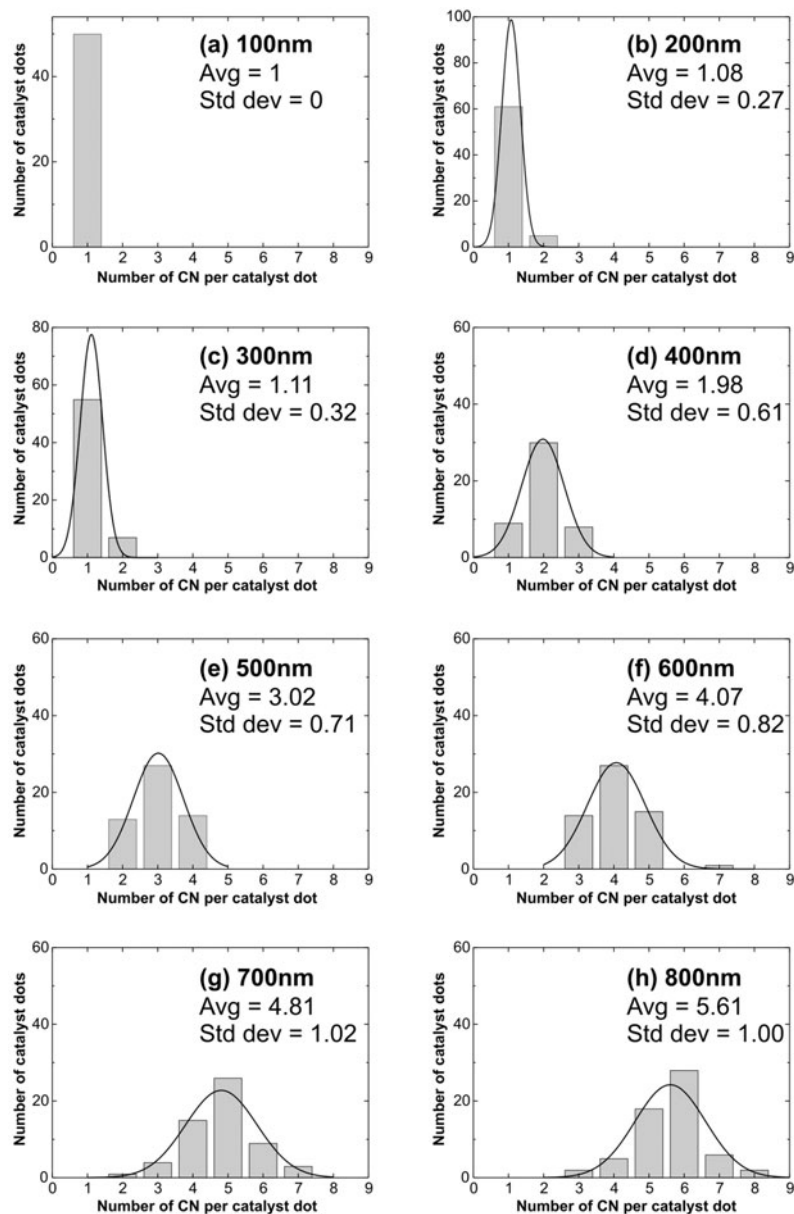 (a) 100nm
Avg = 1
Std dev = 0
Number of catalyst dots
40
20
0
0 1 2 3 4 5 6 7 8 9
Number of CN per catalyst dot
(b) 200nm
Avg = 1.08
Std dev = 0.27
Number of catalyst dots
100
80
60
40
20
0
0 1 2 3 4 5 6 7 8 9
Number of CN per catalyst dot
(c) 300nm
Avg = 1.11
Std dev = 0.32
Number of catalyst dots
80
60
40
20
0
0 1 2 3 4 5 6 7 8 9
Number of CN per catalyst dot
(d) 400nm
Avg = 1.98
Std dev = 0.61
Number of catalyst dots
60
40
20
0
0 1 2 3 4 5 6 7 8 9
Number of CN per catalyst dot
(e) 500nm
Avg = 3.02
Std dev = 0.71
Number of catalyst dots
60
40
20
0
0 1 2 3 4 5 6 7 8 9
Number of CN per catalyst dot
(f) 600nm
Avg = 4.07
Std dev = 0.82
Number of catalyst dots
60
40
20
0
0 1 2 3 4 5 6 7 8 9
Number of CN per catalyst dot
(g) 700nm
Avg = 4.81
Std dev = 1.02
Number of catalyst dots
60
40
20
0
0 1 2 3 4 5 6 7 8 9
Number of CN per catalyst dot
(h) 800nm
Avg = 5.61
Std dev = 1.00
Number of catalyst dots
60
40
20
0
0 1 2 3 4 5 6 7 8 9
Number of CN per catalyst dot